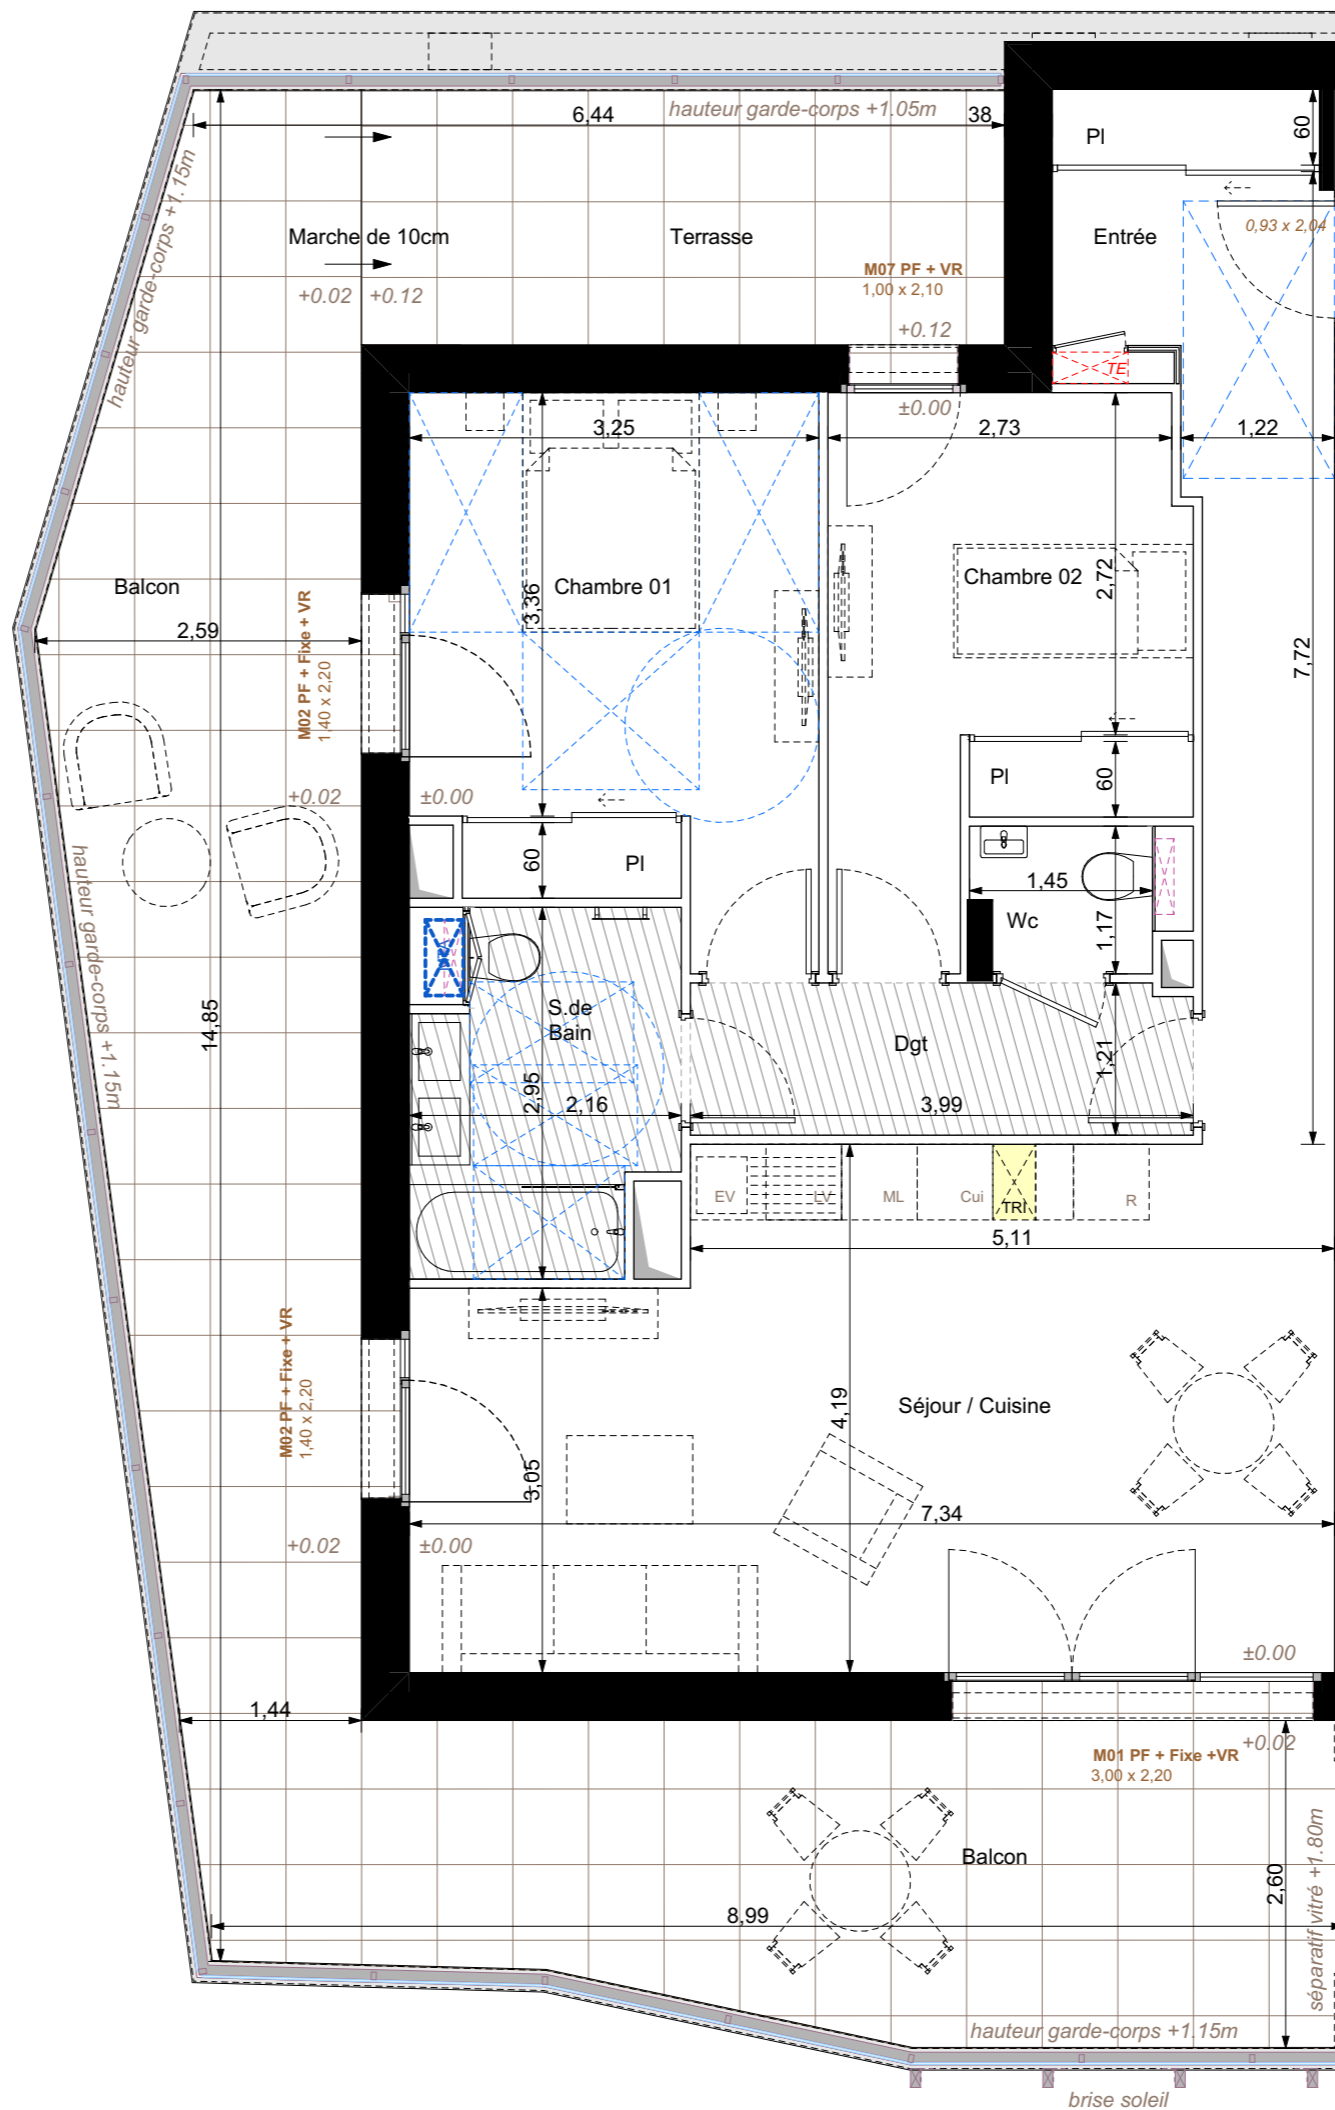 hauteur garde-corps +1.05m
6,44
38
Pl
60
hauteur garde-corps +1.15m
Marche de 10cm
Terrasse
Entrée
0,93 x 2,04
M07 PF + VR
1,00 x 2,10
+0.02
+0.12
+0.12
TE
±0.00
3,25
2,73
1,22
Balcon
Chambre 01
Chambre 02
3,36
2,72
2,59
M02 PF + Fixe + VR
1,40 x 2,20
7,72
+0.02
±0.00
Pl
60
60
Pl
hauteur garde-corps +1.15m
1,45
Wc
1,17
14,85
S.de
Bain
Dgt
1,21
2,95
2,16
3,99
EV
LV
ML
Cui
TRI
R
5,11
M02 PF + Fixe + VR
1,40 x 2,20
4,19
Séjour / Cuisine
3,05
7,34
+0.02
±0.00
±0.00
1,44
+0.02
M01 PF + Fixe +VR
3,00 x 2,20
Balcon
2,60
séparatif vitré +1.80m
8,99
hauteur garde-corps +1.15m
brise soleil